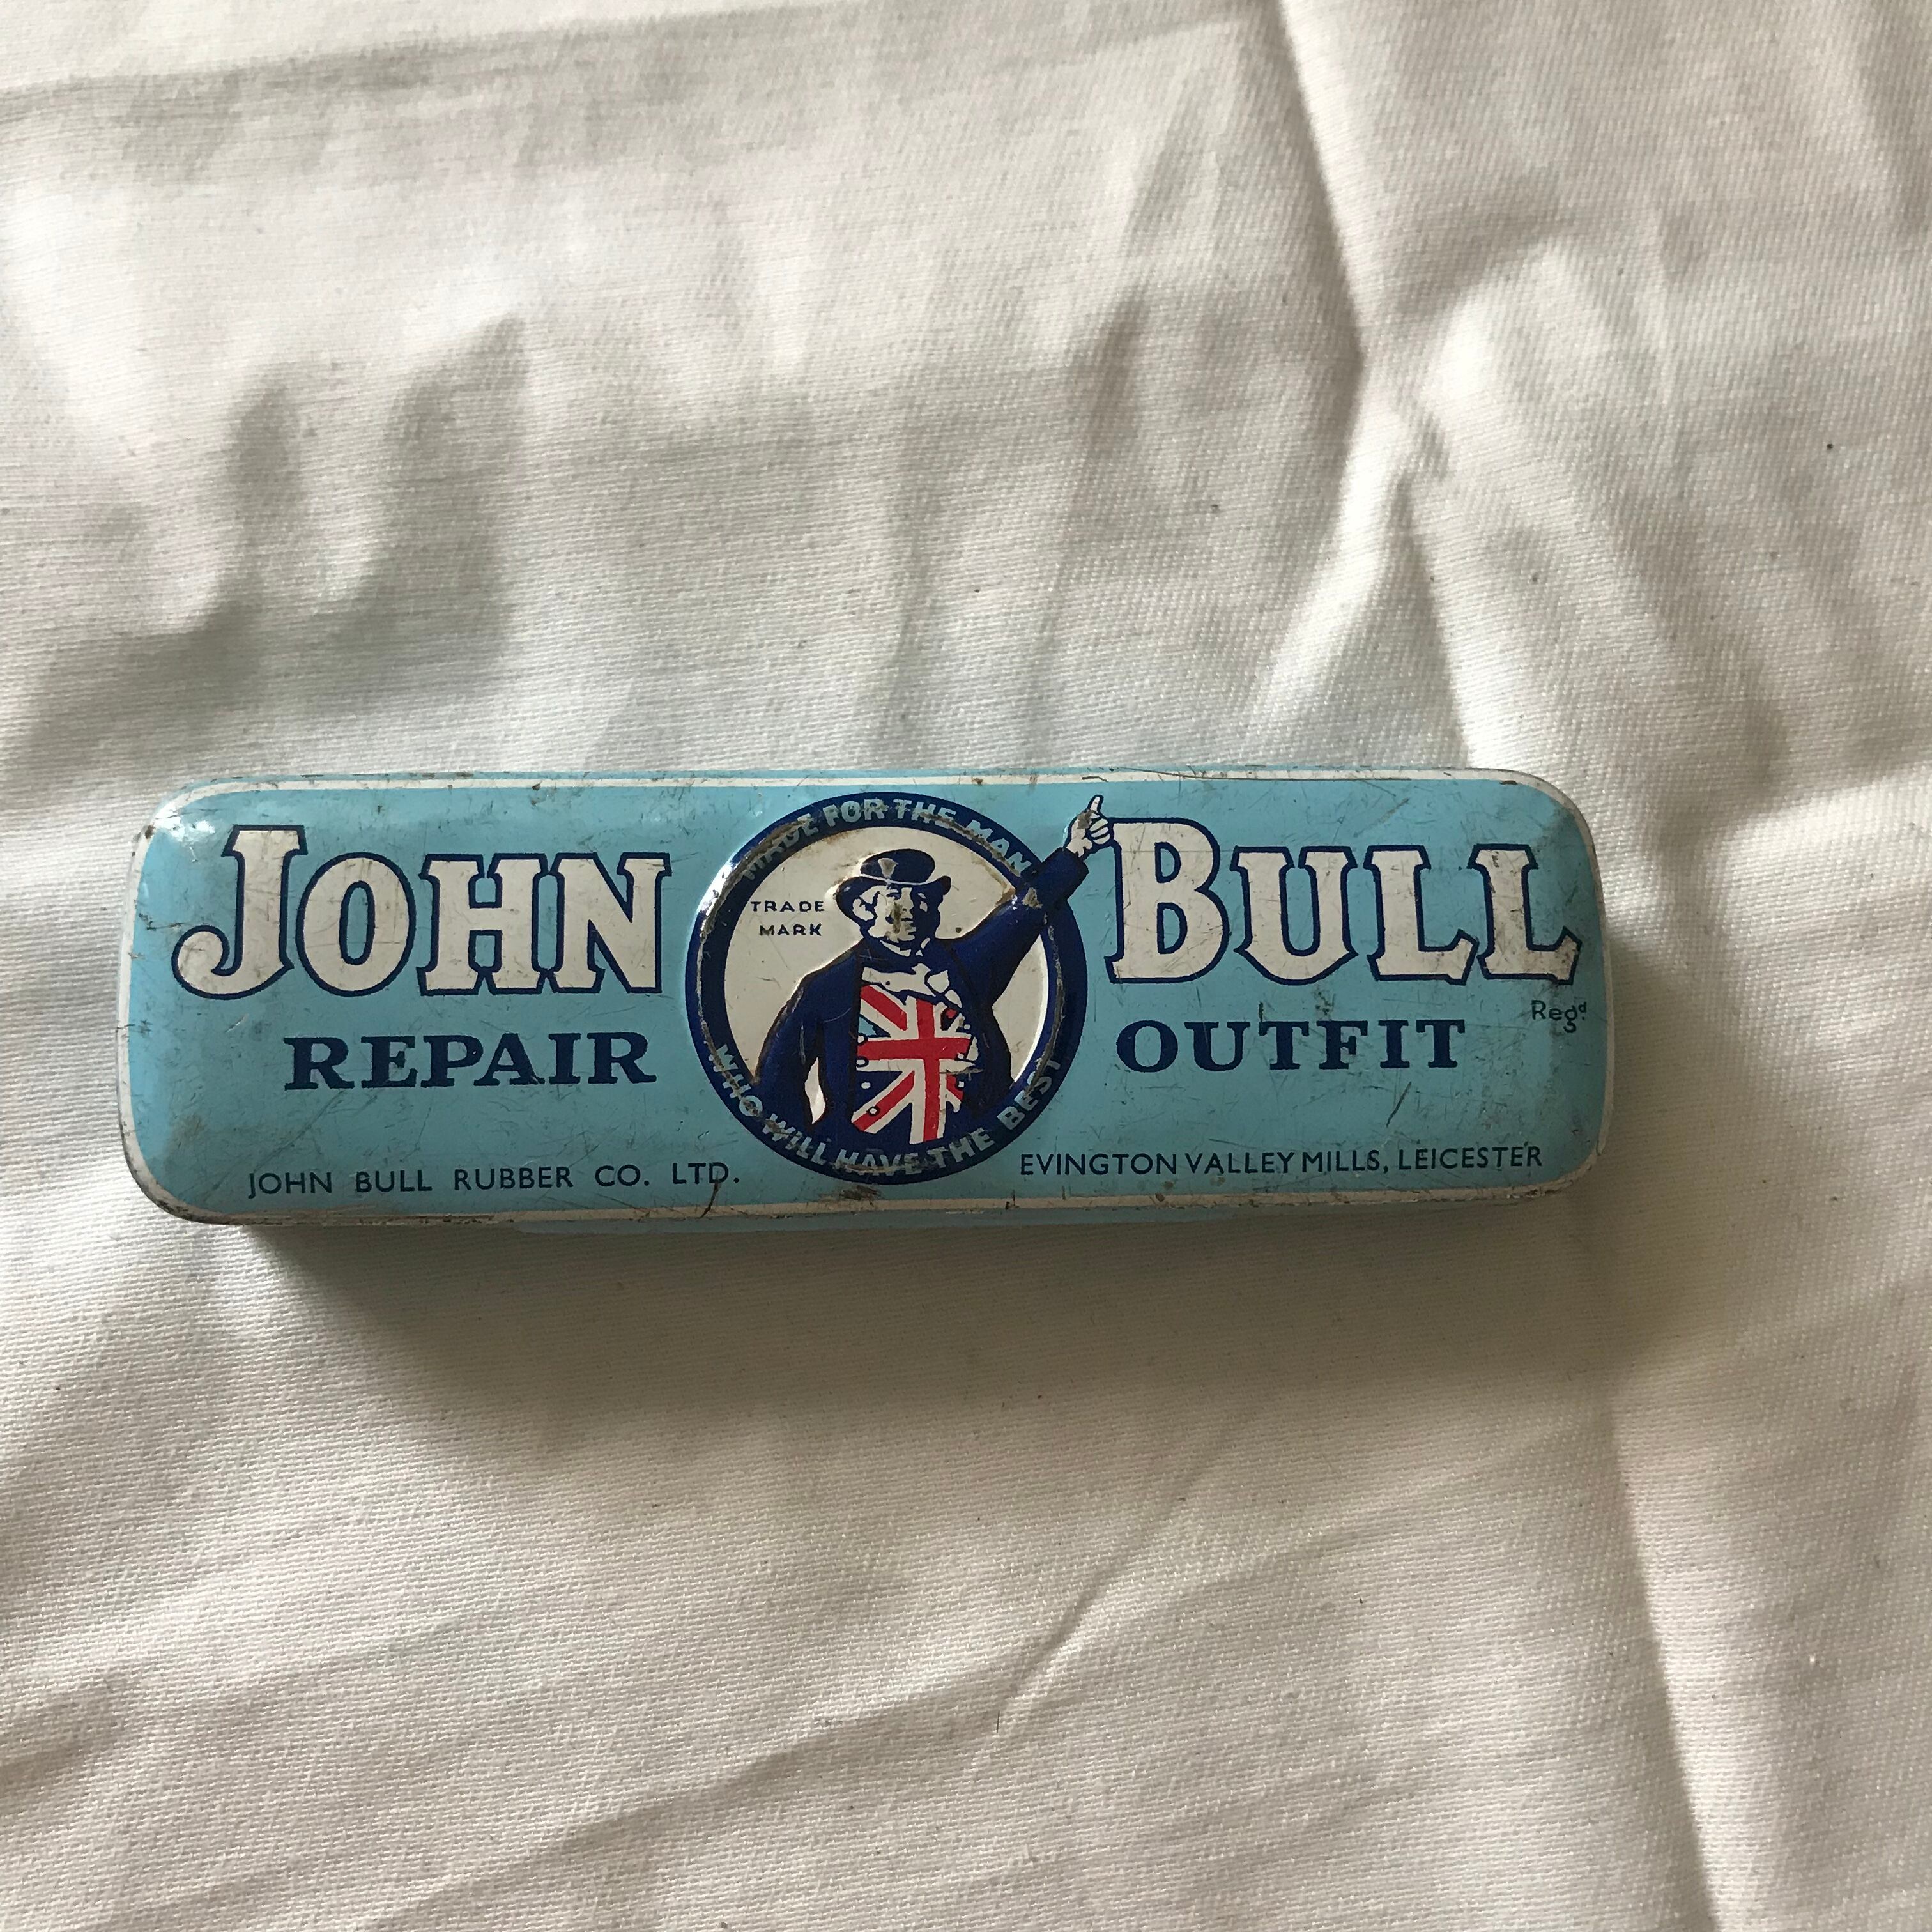 JOHN BULL
Regd.
REPAIR OUTFIT
MADE FOR THE MAN
TRADE
MARK
WHO WILL HAVE THE BEST
JOHN BULL RUBBER CO. LTD.
EVINGTON VALLEY MILLS, LEICESTER